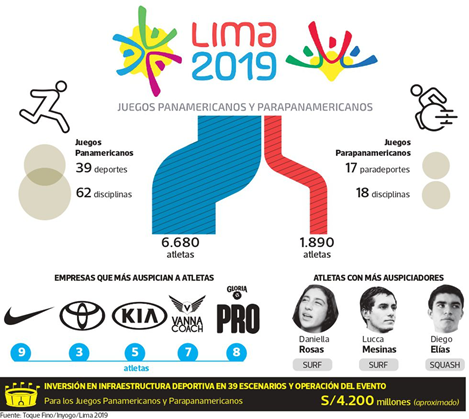 LIMA
2019
JUEGOS PANAMERICANOS Y PARAPANAMERICANOS
Juegos
Panamericanos
39 deportes
62 disciplinas
Juegos
Parapanamericanos
17 paradeportes
18 disciplinas
6.680
atletas
1.890
atletas
EMPRESAS QUE MÁS AUSPICIAN A ATLETAS
KIA
VANNA
COACH
GLORIA
PRO
9
3
5
7
8
atletas
ATLETAS CON MÁS AUSPICIADORES
Daniella
Rosas
SURF
Lucca
Mesinas
SURF
Diego
Elías
SQUASH
INVERSIÓN EN INFRAESTRUCTURA DEPORTIVA EN 39 ESCENARIOS Y OPERACIÓN DEL EVENTO
Para los Juegos Panamericanos y Parapanamericanos
S/4.200 millones (aproximado)
Fuente: Toque Fino/Inyogo/Lima 2019